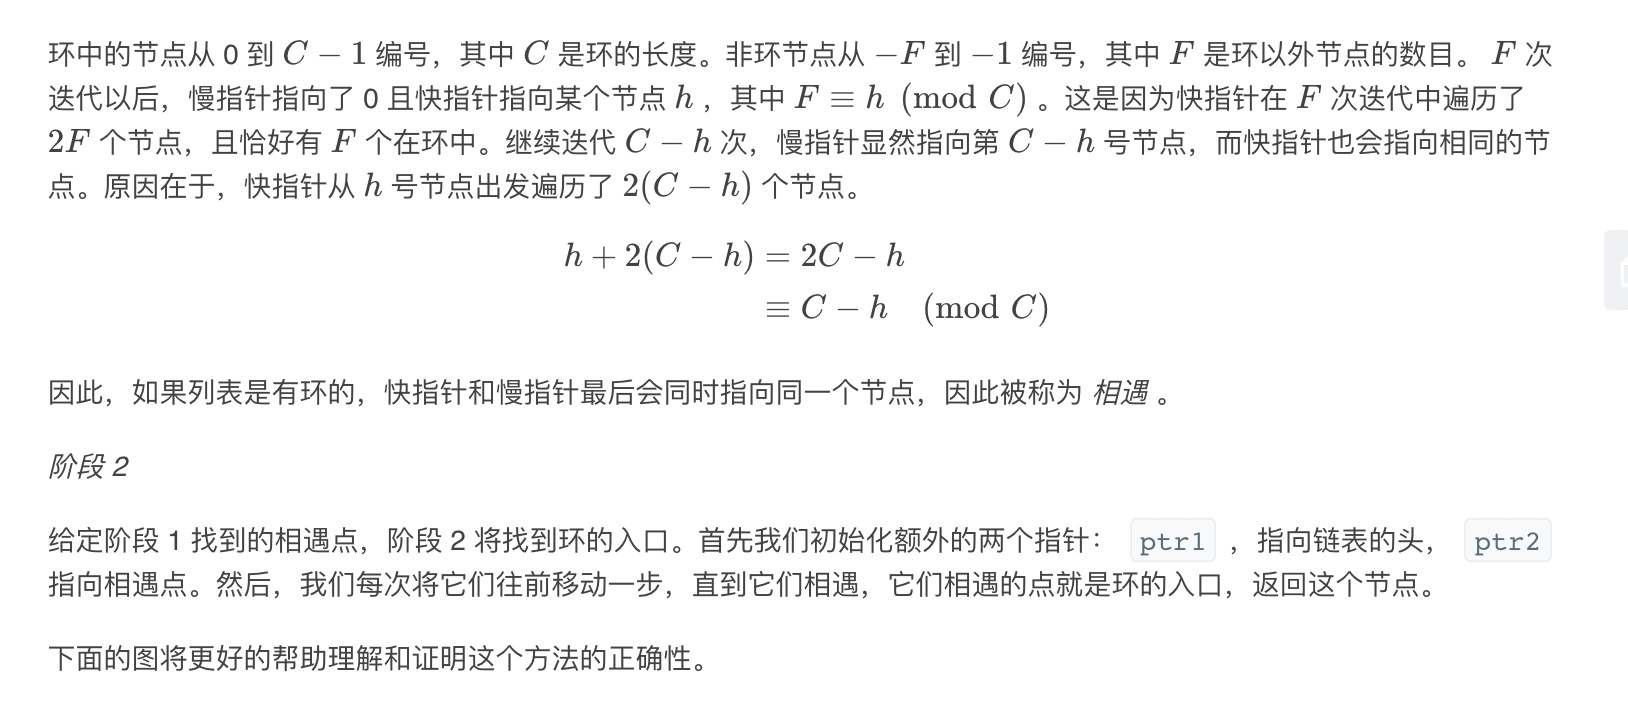 环中的节点从 0 到 C − 1 编号，其中 C 是环的长度。非环节点从 −F 到 −1 编号，其中 F 是环以外节点的数目。 F 次
迭代以后，慢指针指向了 0 且快指针指向某个节点 h ，其中 F ≡ h (mod C) 。这是因为快指针在 F 次迭代中遍历了
2F 个节点，且恰好有 F 个在环中。继续迭代 C − h 次，慢指针显然指向第 C − h 号节点，而快指针也会指向相同的节
点。原因在于，快指针从 h 号节点出发遍历了 2(C − h) 个节点。
h + 2(C − h) = 2C − h
≡ C − h (mod C)
因此，如果列表是有环的，快指针和慢指针最后会同时指向同一个节点，因此被称为 相遇 。
阶段 2
给定阶段 1 找到的相遇点，阶段 2 将找到环的入口。首先我们初始化额外的两个指针： ptr1 ，指向链表的头， ptr2
指向相遇点。然后，我们每次将它们往前移动一步，直到它们相遇，它们相遇的点就是环的入口，返回这个节点。
下面的图将更好的帮助理解和证明这个方法的正确性。